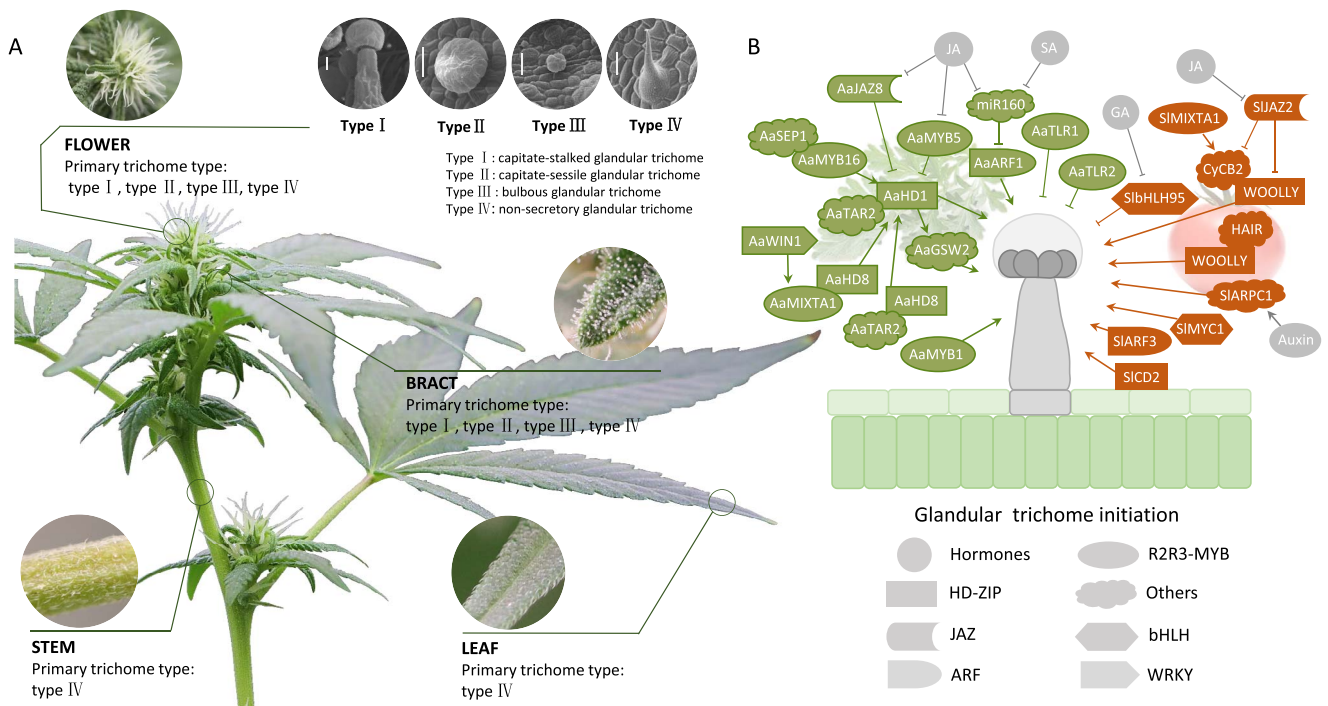 A
Type Ⅰ
Type Ⅱ
Type Ⅲ
Type Ⅳ
Type Ⅰ : capitate-stalked glandular trichome
Type Ⅱ : capitate-sessile glandular trichome
Type Ⅲ : bulbous glandular trichome
Type Ⅳ: non-secretory glandular trichome
FLOWER
Primary trichome type:
type Ⅰ , type Ⅱ, type Ⅲ, type Ⅳ
BRACT
Primary trichome type:
type Ⅰ , type Ⅱ , type Ⅲ , type Ⅳ
STEM
Primary trichome type:
type Ⅳ
LEAF
Primary trichome type:
type Ⅳ
B
JA
SA
JA
GA
AaJAZ8
miR160
SlJAZ2
SlMIXTA1
AaSEP1
AaMYB5
AaTLR1
AaMYB16
AaARF1
CyCB2
AaTLR2
WOOLLY
AaHD1
SlbHLH95
AaTAR2
HAIR
AaWIN1
AaGSW2
WOOLLY
AaHD8
AaMIXTA1
AaHD8
SlARPC1
AaTAR2
SlMYC1
SlARF3
Auxin
AaMYB1
SlCD2
Glandular trichome initiation
Hormones
R2R3-MYB
HD-ZIP
Others
JAZ
bHLH
ARF
WRKY